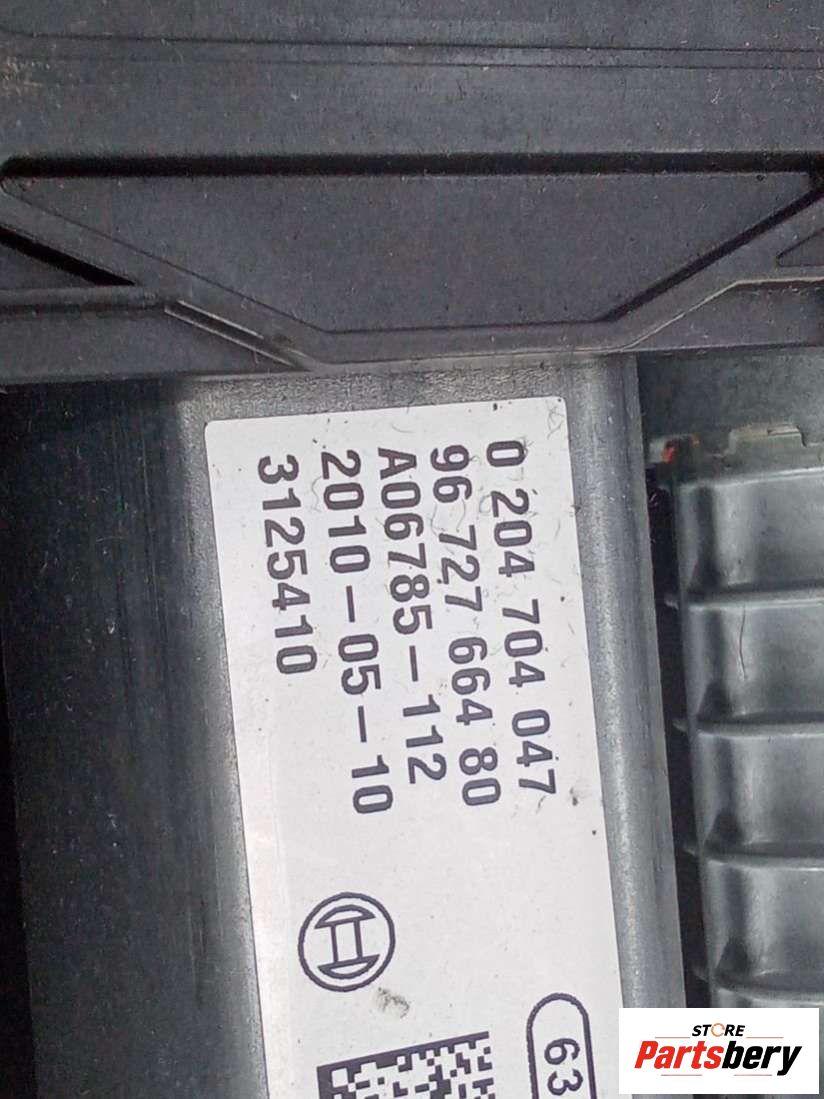 0 204 704 047
96 727 664 80
A06785-112
2010-05-10
3125410
63
STORE
Partsbery